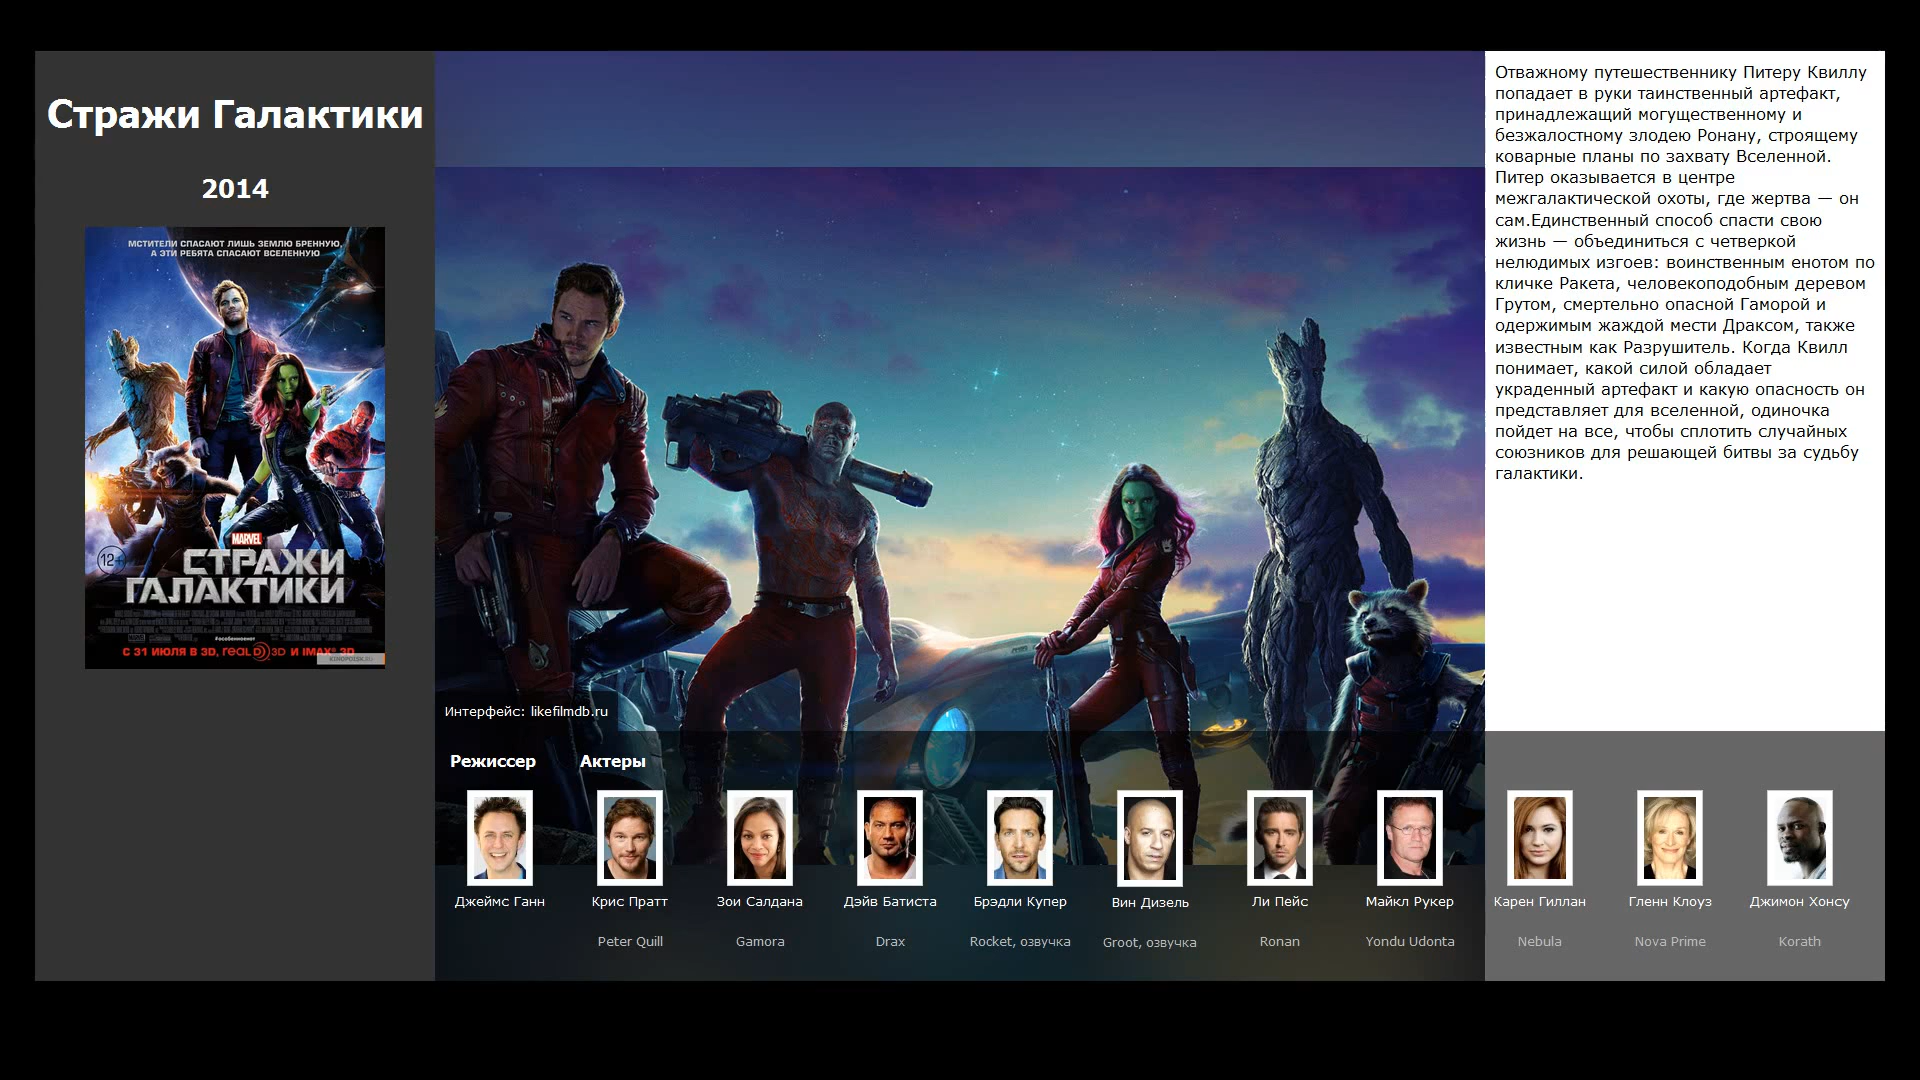 Стражи Галактики
2014
МСТИТЕЛИ СПАСАЮТ ЛИШЬ ЗЕМЛЮ БРЕННУЮ,
А ЭТИ РЕБЯТА СПАСАЮТ ВСЕЛЕННУЮ
MARVEL
12+
СТРАЖИ
ГАЛАКТИКИ
#особеннοенот
С 31 ИЮЛЯ В 3D, REAL D 3D И IMAX 3D
KINOPOISK.RU
Отважному путешественнику Питеру Квиллу
попадает в руки таинственный артефакт,
принадлежащий могущественному и
безжалостному злодею Ронану, строящему
коварные планы по захвату Вселенной.
Питер оказывается в центре
межгалактической охоты, где жертва — он
сам.Единственный способ спасти свою
жизнь — объединиться с четверкой
нелюдимых изгоев: воинственным енотом по
кличке Ракета, человекоподобным деревом
Грутом, смертельно опасной Гаморой и
одержимым жаждой мести Драксом, также
известным как Разрушитель. Когда Квилл
понимает, какой силой обладает
украденный артефакт и какую опасность он
представляет для вселенной, одиночка
пойдет на все, чтобы сплотить случайных
союзников для решающей битвы за судьбу
галактики.
Интерфейс: likefilmdb.ru
Режиссер Актеры
Джеймс Ганн Крис Пратт Зои Салдана Дэйв Батиста Брэдли Купер Вин Дизель Ли Пейс Майкл Рукер Карен Гиллан Гленн Клоуз Джимон Хонсу
Peter Quill Gamora Drax Rocket, озвучка Groot, озвучка Ronan Yondu Udonta Nebula Nova Prime Korath